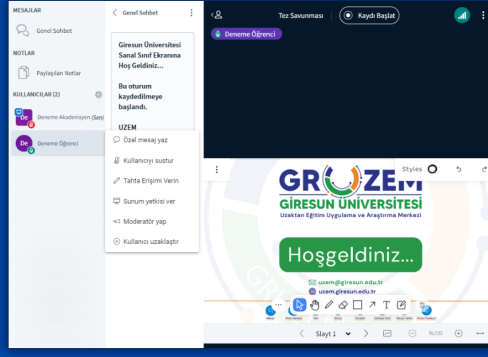 MESAJLAR
Genel Sohbet
NOTLAR
Paylaşılan Notlar
KULLANICILAR (2)
De
Deneme Akademisyen (Sen)
De
Deneme Öğrenci
Genel Sohbet
Giresun Üniversitesi
Sanal Sınıf Ekranına
Hoş Geldiniz...
Bu oturum
kaydedilmeye
başlandı.
UZEM
Özel mesaj yaz
Kullanıcıyı sustur
Tahta Erişimi Verin
Sunum yetkisi ver
Moderatör yap
Kullanıcı uzaklaştır
Tez Savunması
Kaydı Başlat
Deneme Öğrenci
Styles
GRUZEM
GİRESUN ÜNİVERSİTESİ
Uzaktan Eğitim Uygulama ve Araştırma Merkezi
Hoşgeldiniz...
uzem@giresun.edu.tr
uzem.giresun.edu.tr
Slayt 1
%100